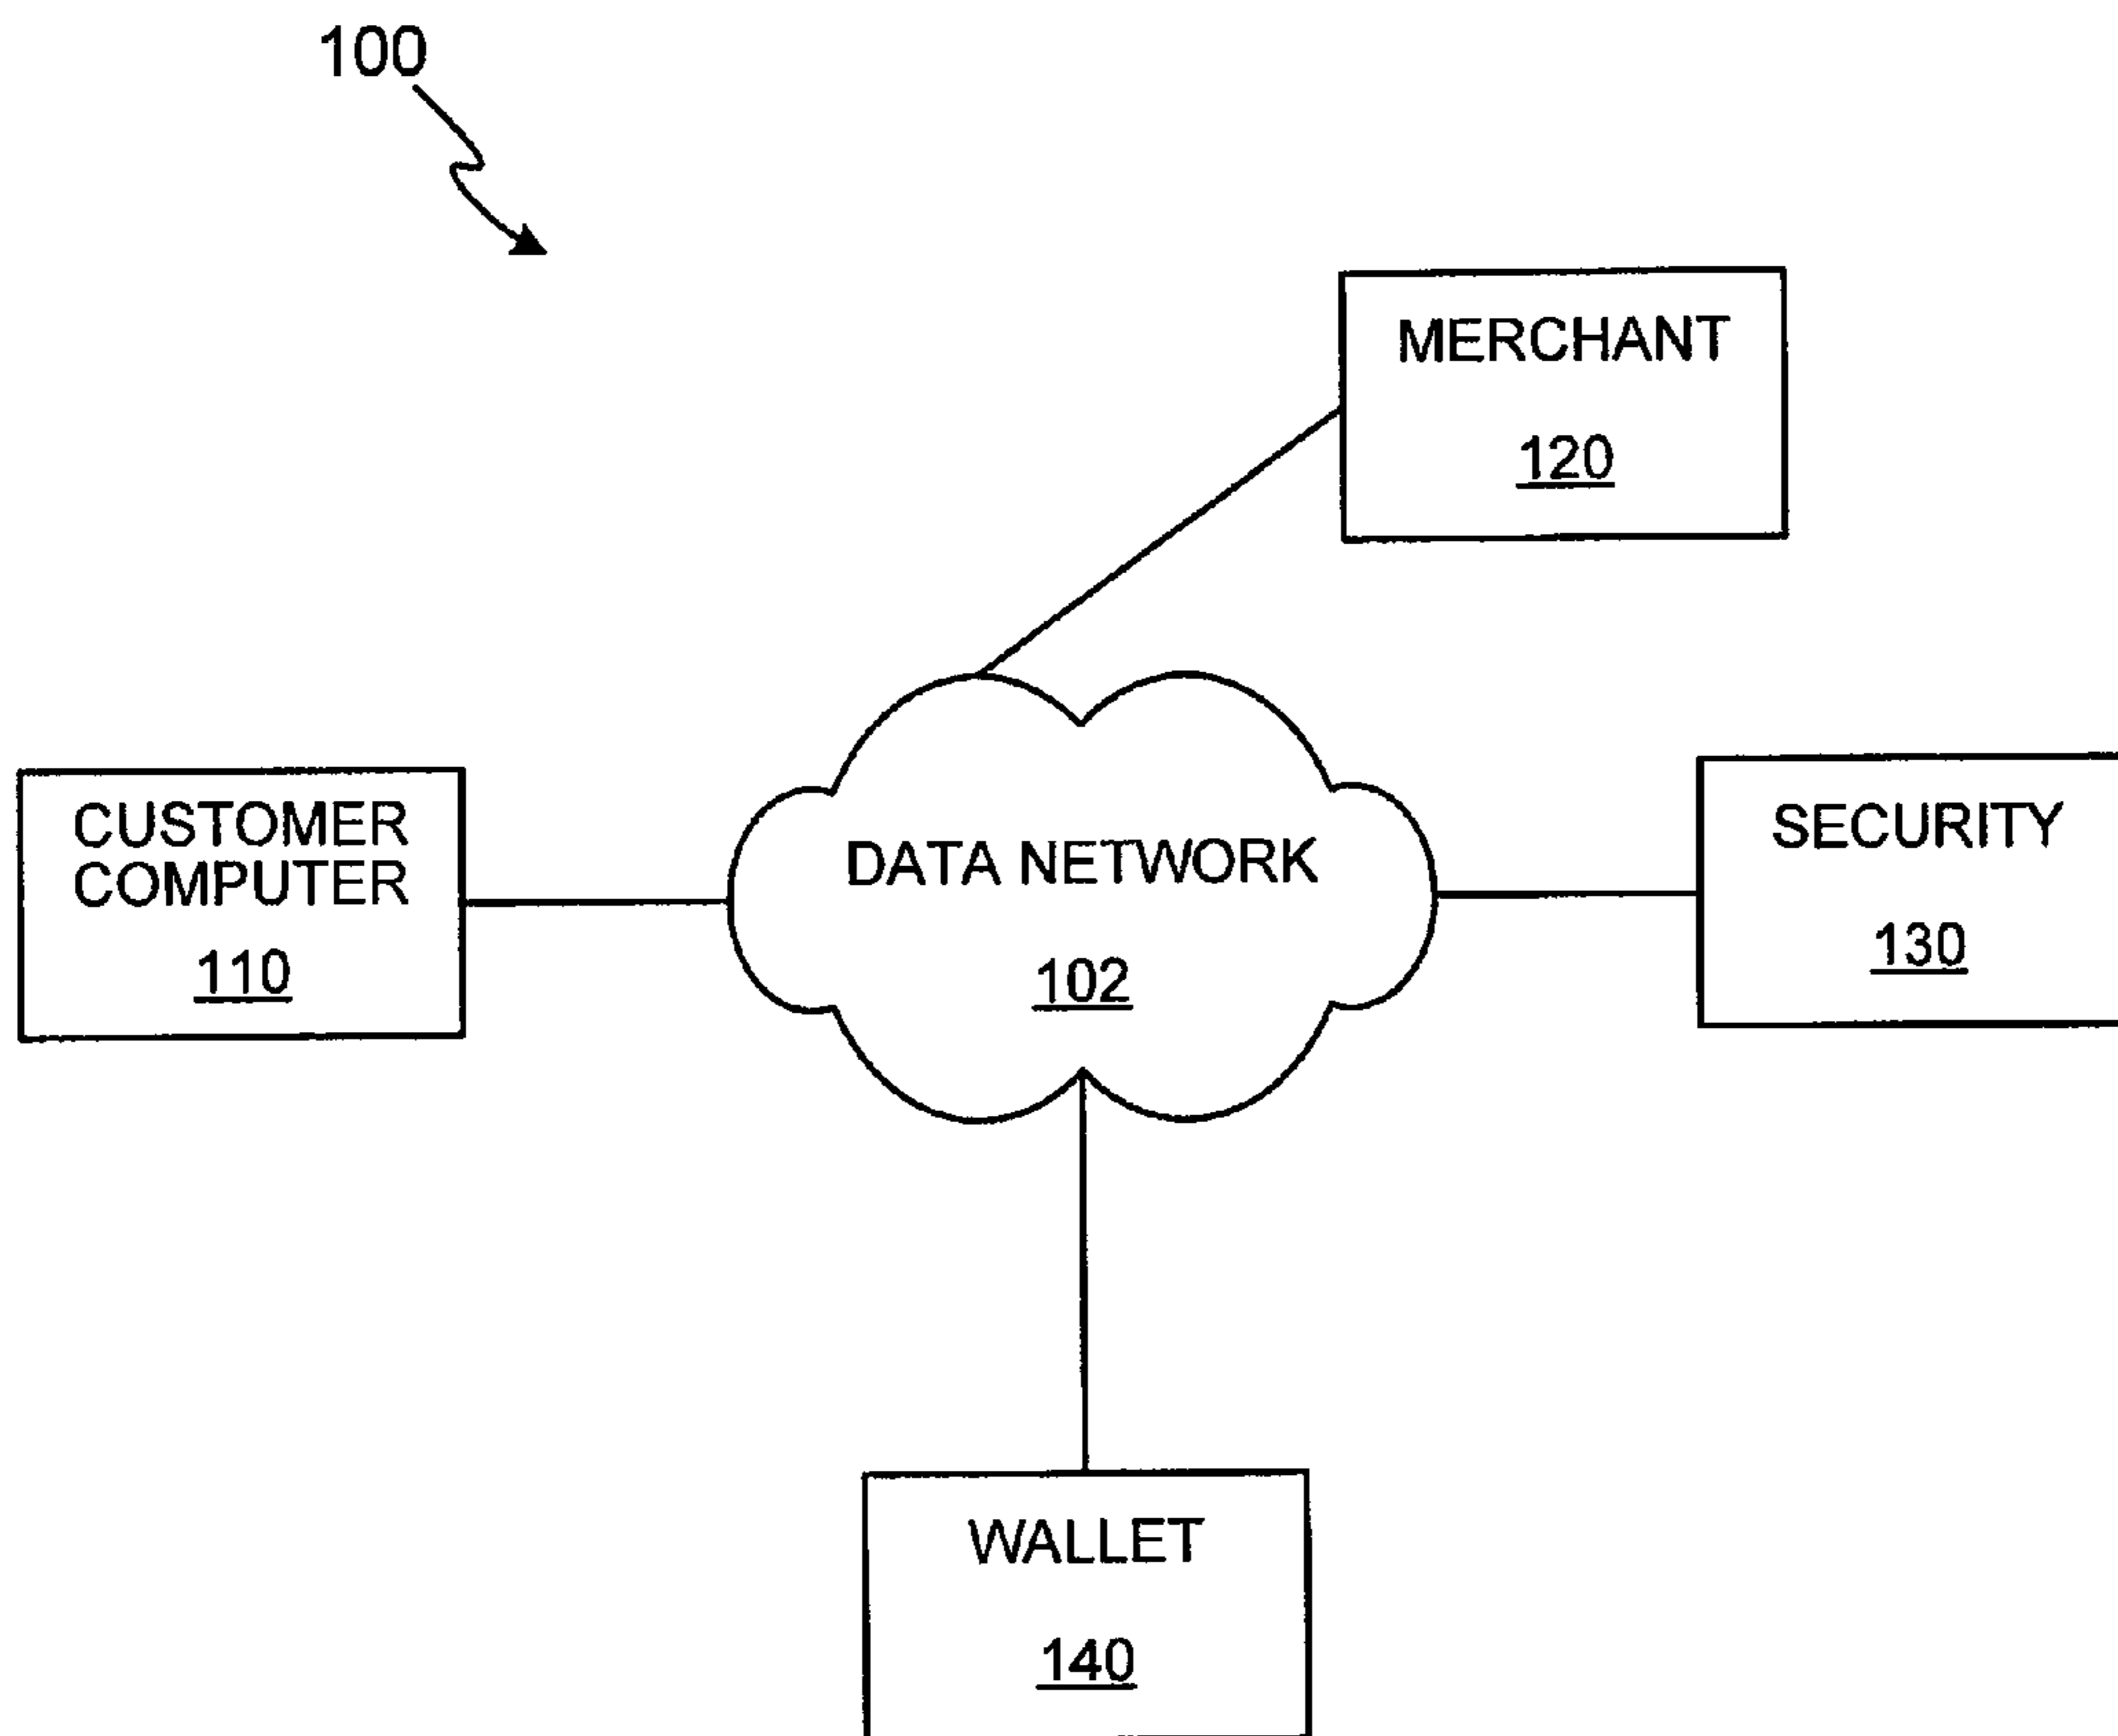 100
MERCHANT
120
CUSTOMER
COMPUTER
110
DATA NETWORK
102
SECURITY
130
WALLET
140